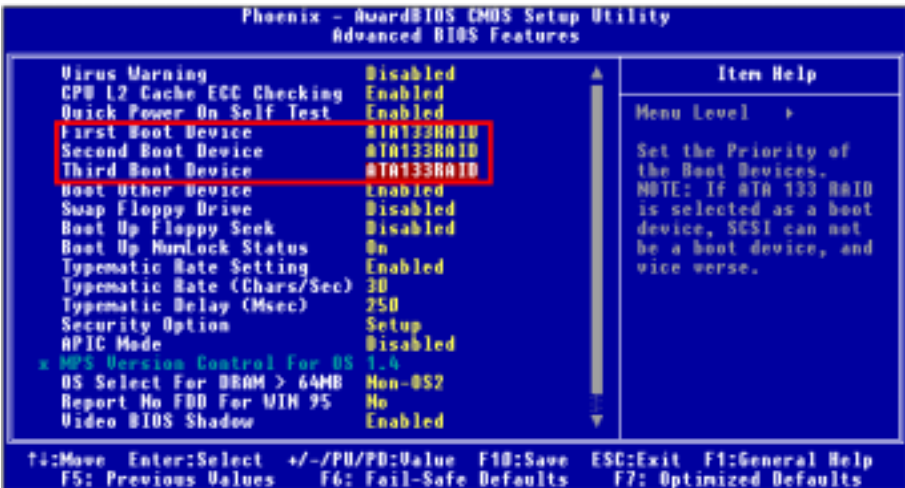 Phoenix - AwardBIOS CMOS Setup Utility
Advanced BIOS Features
Virus Warning Disabled
CPU L2 Cache ECC Checking Enabled
Quick Power On Self Test Enabled
First Boot Device ATA133RAID
Second Boot Device ATA133RAID
Third Boot Device ATA133RAID
Boot Other Device Enabled
Swap Floppy Drive Disabled
Boot Up Floppy Seek Disabled
Boot Up NumLock Status On
Typematic Rate Setting Enabled
Typematic Rate (Chars/Sec) 30
Typematic Delay (Msec) 250
Security Option Setup
APIC Mode Disabled
x MPS Version Control For OS 1.4
OS Select For DRAM > 64MB Non-OS2
Report No FDD For WIN 95 No
Video BIOS Shadow Enabled
Item Help
Menu Level ▸
Set the Priority of
the Boot Devices.
NOTE: If ATA 133 RAID
is selected as a boot
device, SCSI can not
be a boot device, and
vice verse.
↑↓:Move Enter:Select +/-/PU/PD:Value F10:Save ESC:Exit F1:General Help
F5: Previous Values F6: Fail-Safe Defaults F7: Optimized Defaults